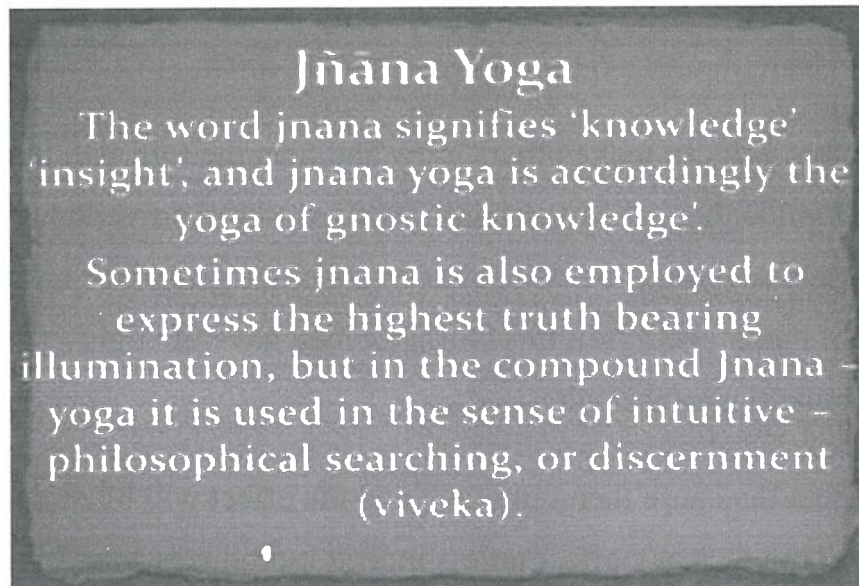 Jñāna Yoga
The word jnana signifies ‘knowledge’
‘insight’, and jnana yoga is accordingly the
yoga of gnostic knowledge’.
Sometimes jnana is also employed to
express the highest truth bearing
illumination, but in the compound Jnana –
yoga it is used in the sense of intuitive –
philosophical searching, or discernment
(viveka).